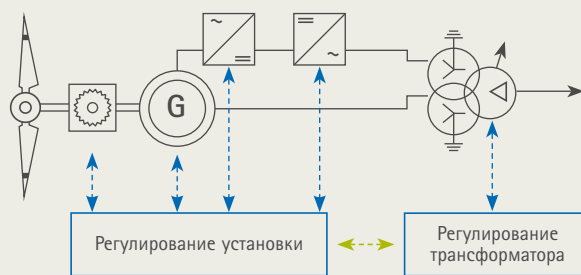 G
Регулирование установки
Регулирование
трансформатора